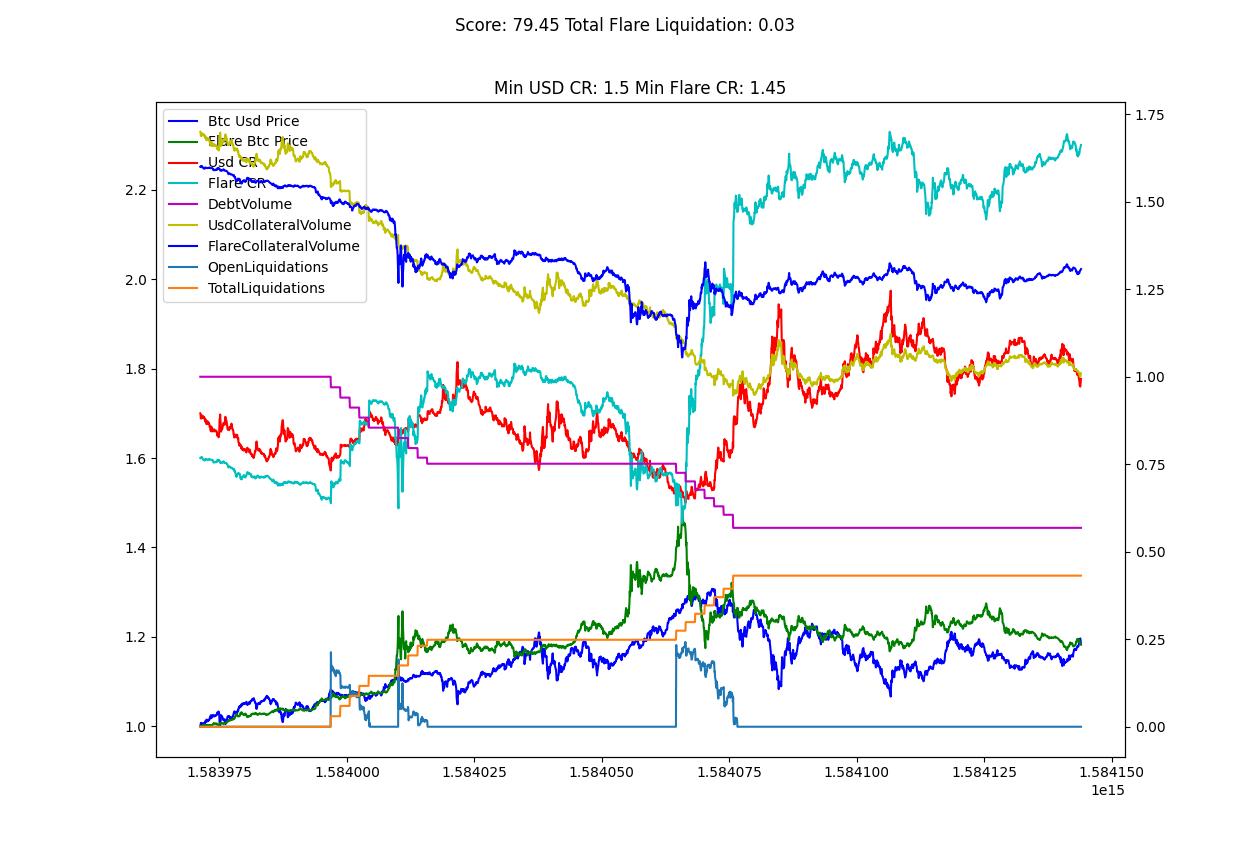 Score: 79.45 Total Flare Liquidation: 0.03
Min USD CR: 1.5 Min Flare CR: 1.45
Btc Usd Price
Flare Btc Price
Usd CR
Flare CR
DebtVolume
UsdCollateralVolume
FlareCollateralVolume
OpenLiquidations
TotalLiquidations
2.2
2.0
1.8
1.6
1.4
1.2
1.0
1.75
1.50
1.25
1.00
0.75
0.50
0.25
0.00
1.583975 1.584000 1.584025 1.584050 1.584075 1.584100 1.584125 1.584150
1e15